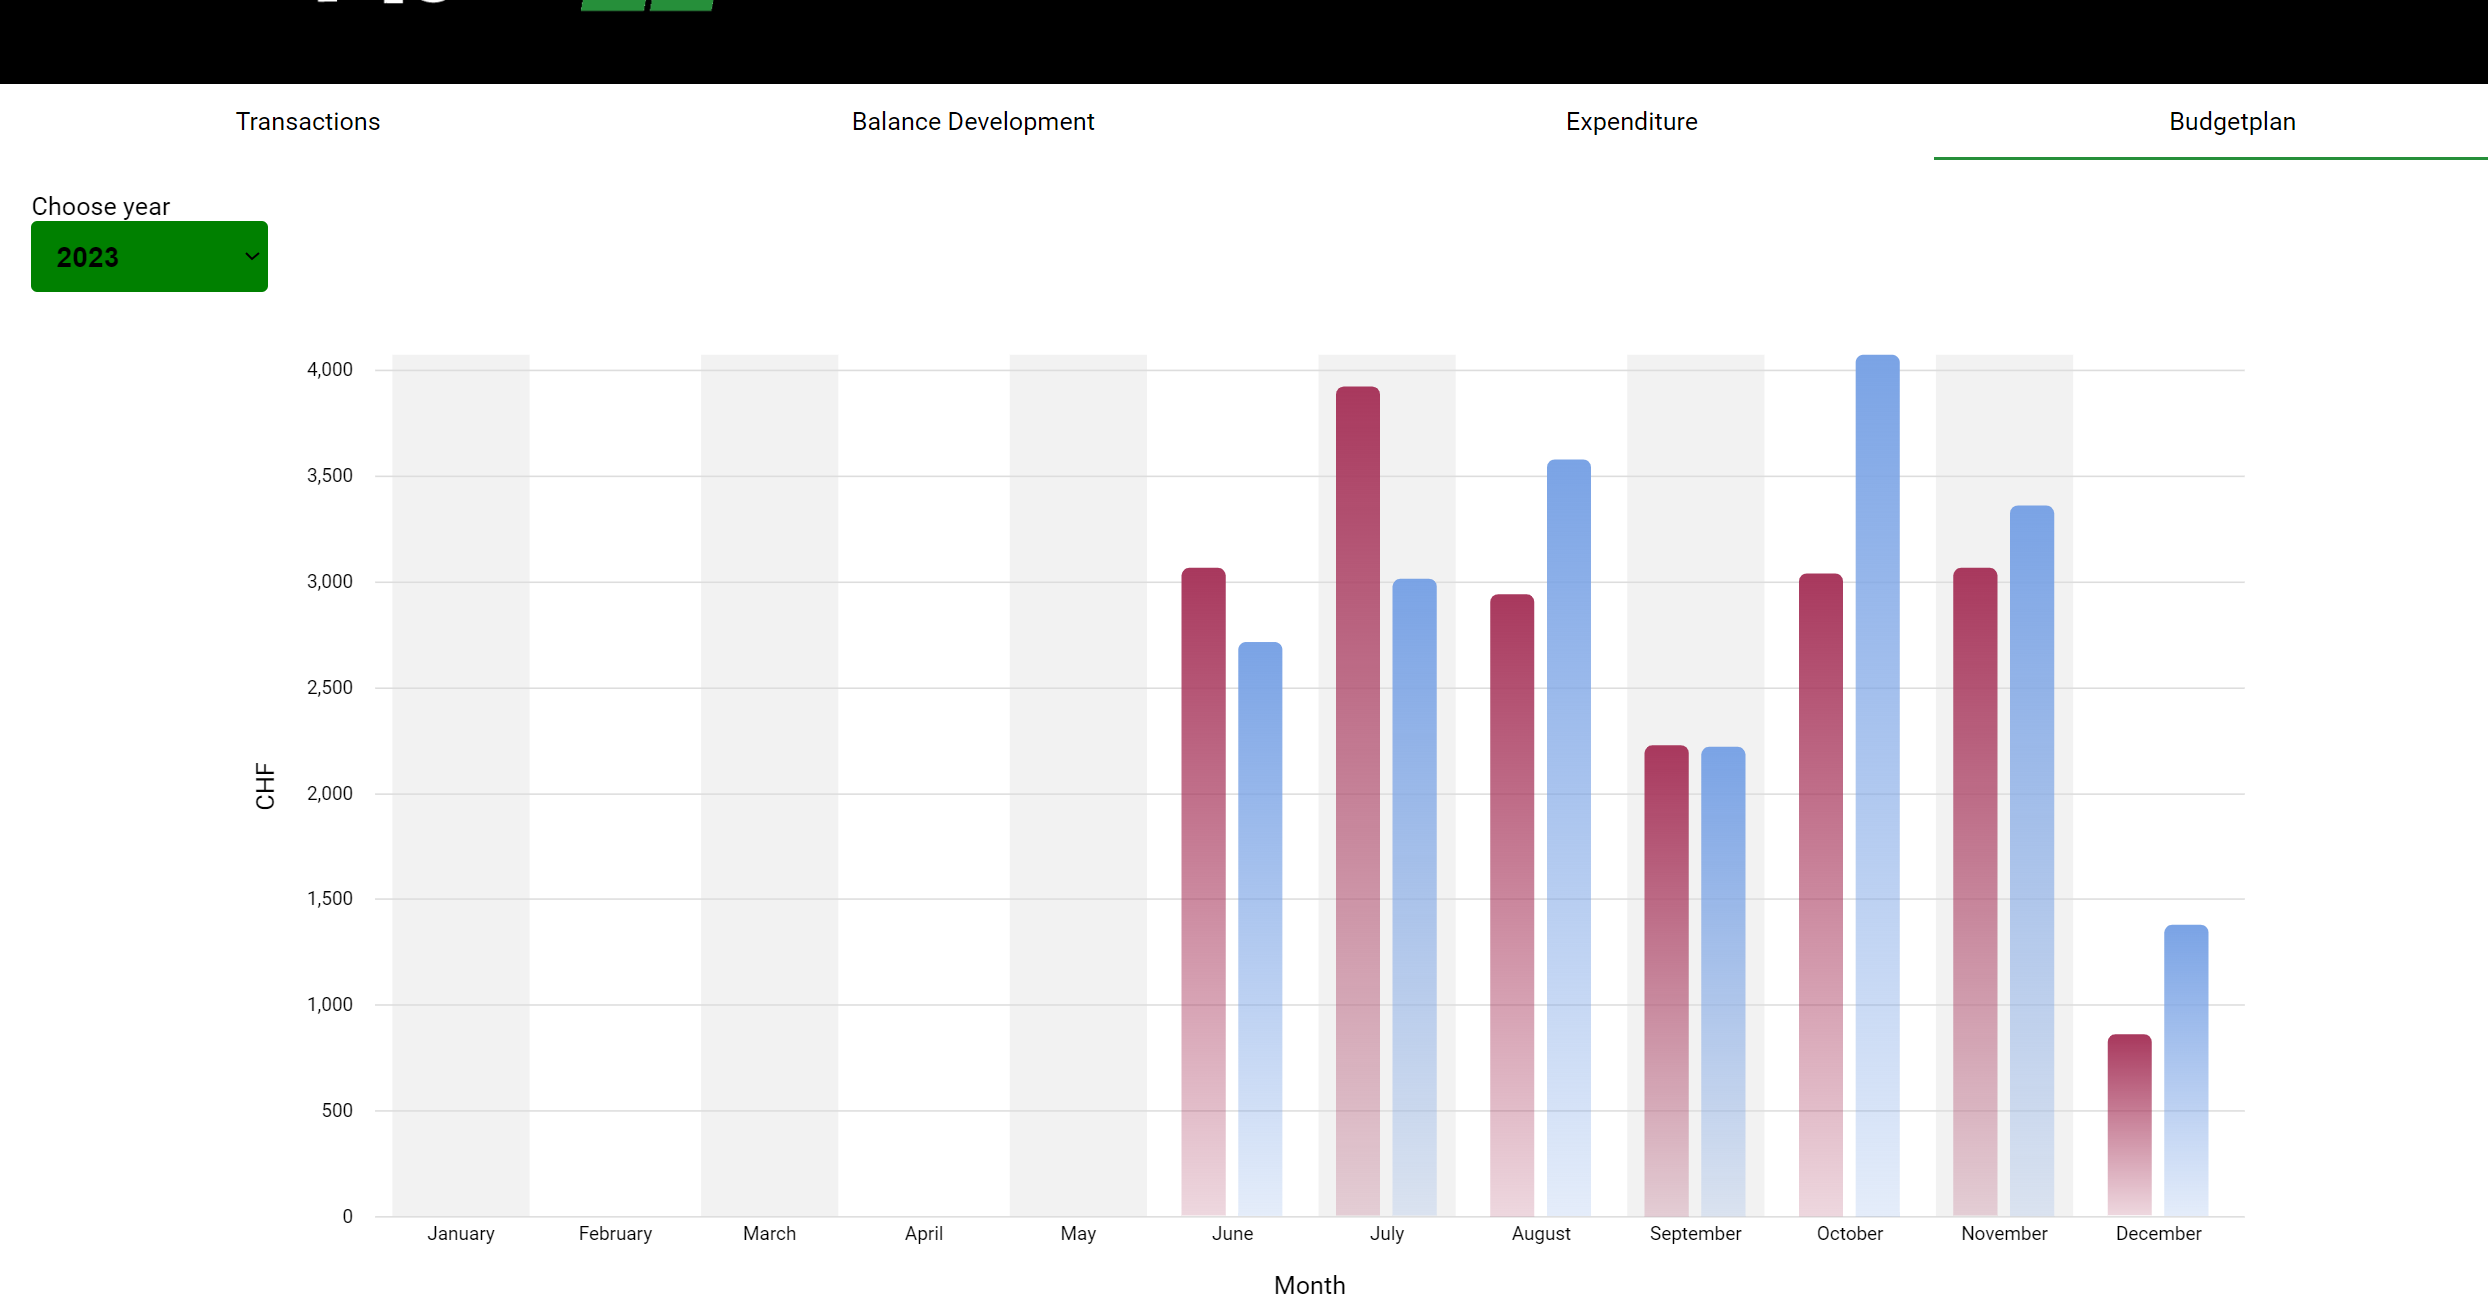 Transactions
Balance Development
Expenditure
Budgetplan
Choose year
2023
4,000
3,500
3,000
2,500
2,000
1,500
1,000
500
0
CHF
January
February
March
April
May
June
July
August
September
October
November
December
Month